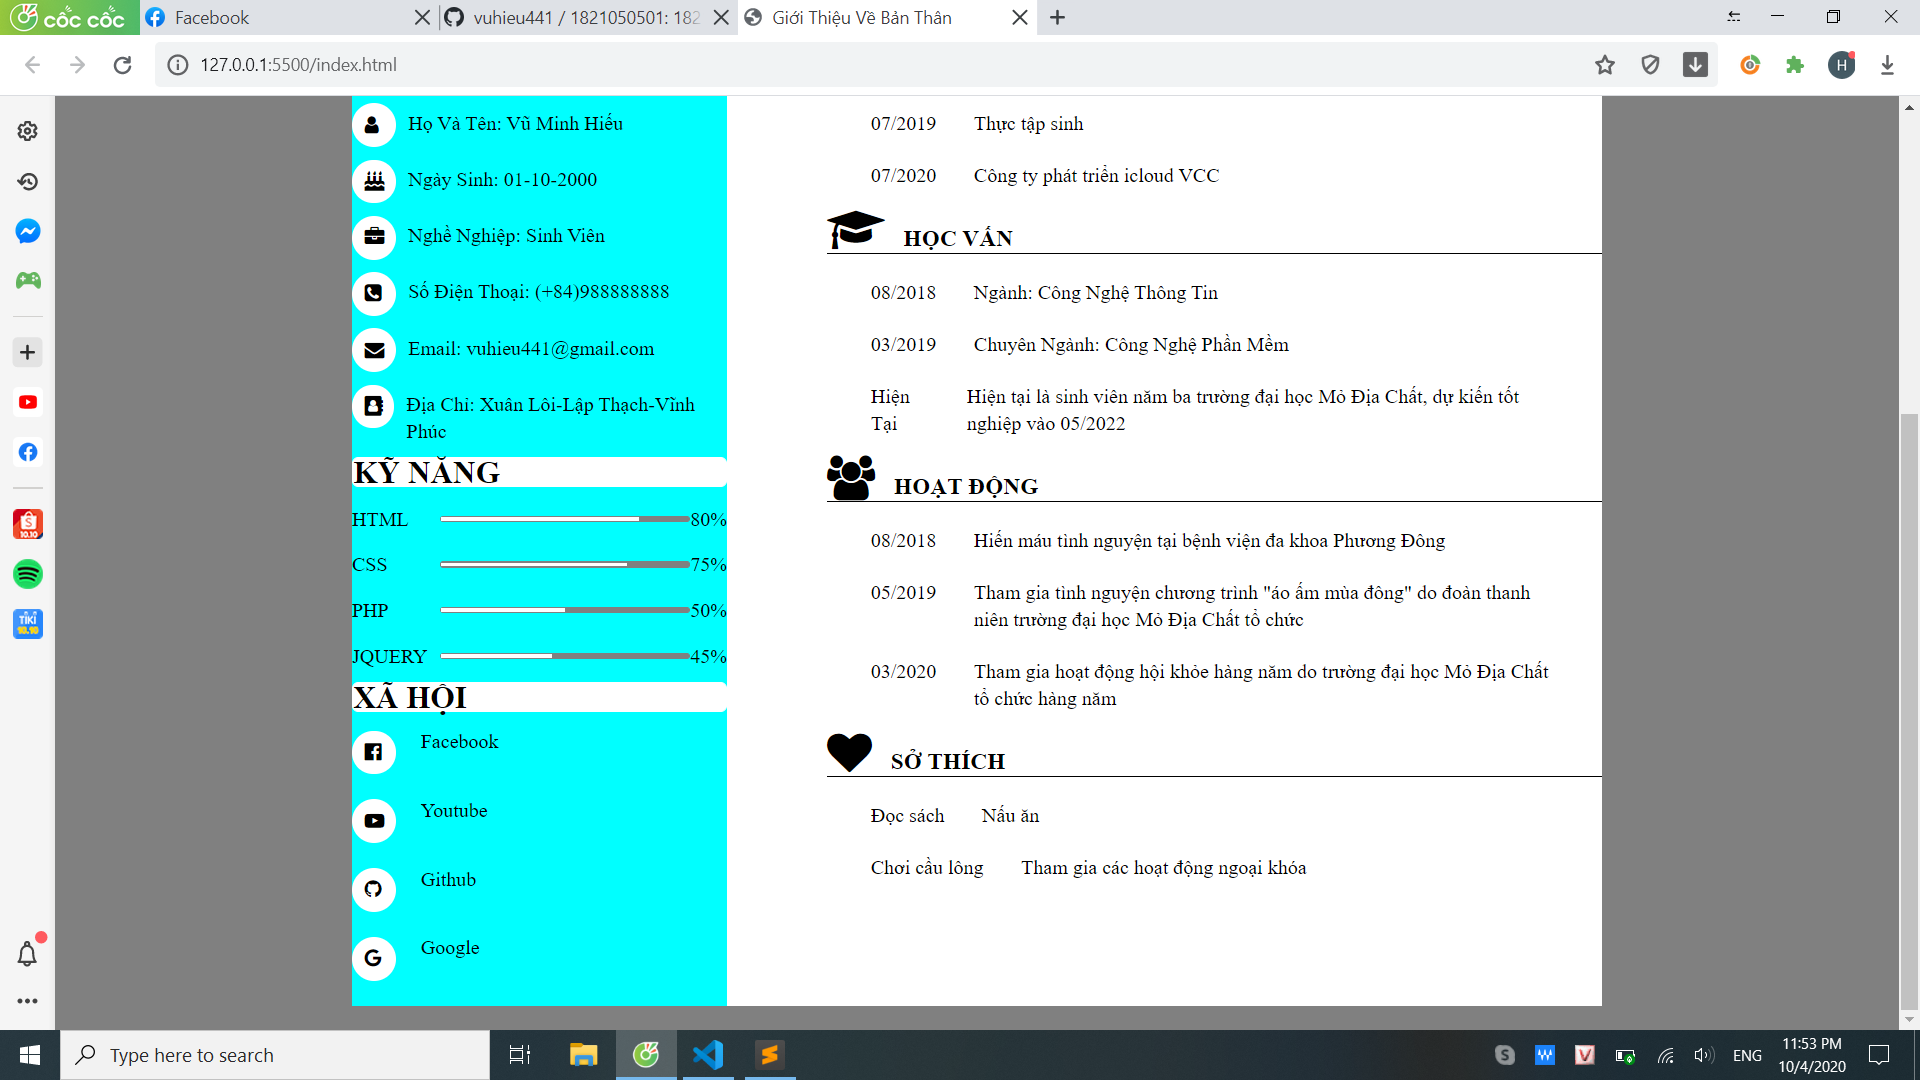 cốc cốc
Facebook
vuhieu441 / 1821050501: 182
Giới Thiệu Về Bản Thân
127.0.0.1:5500/index.html
H
Họ Và Tên: Vũ Minh Hiếu
Ngày Sinh: 01-10-2000
Nghề Nghiệp: Sinh Viên
Số Điện Thoại: (+84)988888888
Email: vuhieu441@gmail.com
Địa Chỉ: Xuân Lôi-Lập Thạch-Vĩnh
Phúc
KỸ NĂNG
HTML 80%
CSS 75%
PHP 50%
JQUERY 45%
XÃ HỘI
Facebook
Youtube
Github
Google
07/2019 Thực tập sinh
07/2020 Công ty phát triển icloud VCC
HỌC VẤN
08/2018 Ngành: Công Nghệ Thông Tin
03/2019 Chuyên Ngành: Công Nghệ Phần Mềm
Hiện Hiện tại là sinh viên năm ba trường đại học Mỏ Địa Chất, dự kiến tốt
Tại nghiệp vào 05/2022
HOẠT ĐỘNG
08/2018 Hiến máu tình nguyện tại bệnh viện đa khoa Phương Đông
05/2019 Tham gia tình nguyện chương trình "áo ấm mùa đông" do đoàn thanh
niên trường đại học Mỏ Địa Chất tổ chức
03/2020 Tham gia hoạt động hội khỏe hàng năm do trường đại học Mỏ Địa Chất
tổ chức hàng năm
SỞ THÍCH
Đọc sách Nấu ăn
Chơi cầu lông Tham gia các hoạt động ngoại khóa
10.10
TIKI
10.10
Type here to search
ENG
11:53 PM
10/4/2020